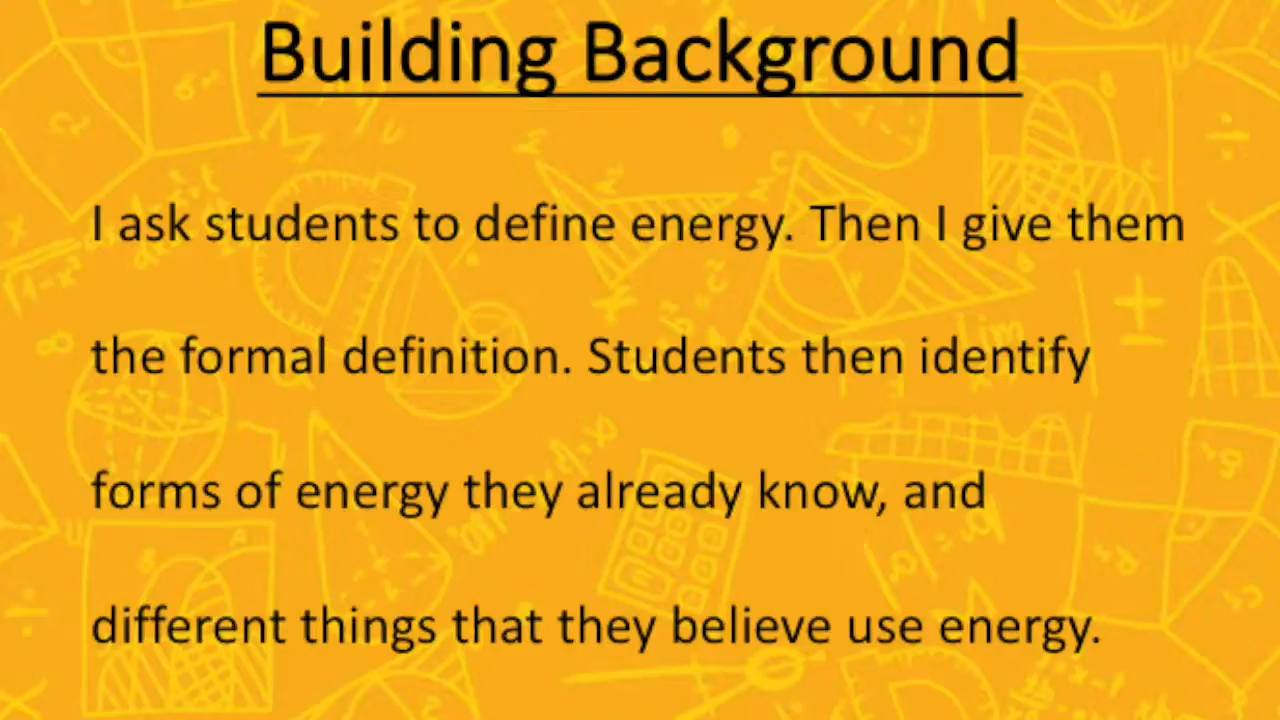 Building Background
I ask students to define energy. Then I give them
the formal definition. Students then identify
forms of energy they already know, and
different things that they believe use energy.